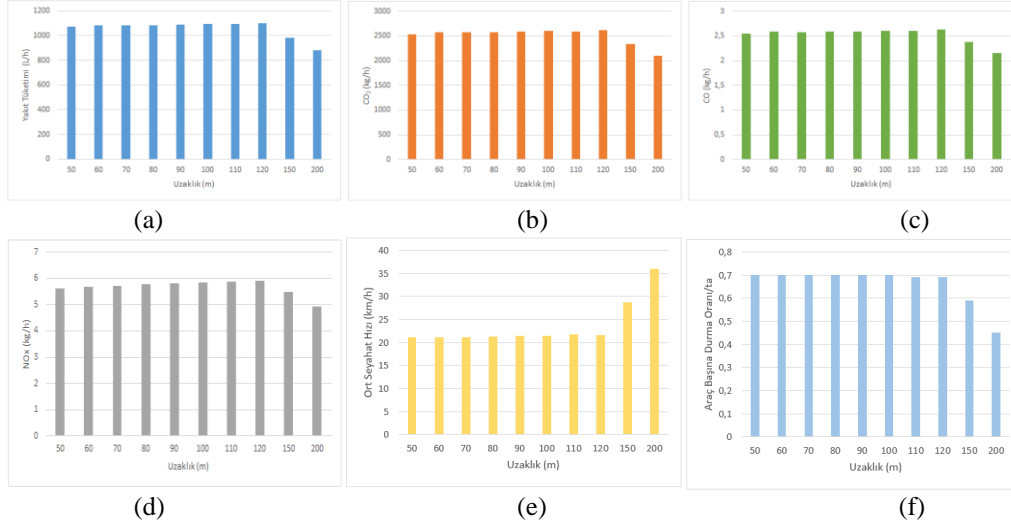 1200
1000
800
600
400
200
0
Yakıt Tüketimi (L/h)
50 60 70 80 90 100 110 120 150 200
Uzaklık (m)
(a)
3000
2500
2000
1500
1000
500
0
CO₂ (kg/h)
50 60 70 80 90 100 110 120 150 200
Uzaklık (m)
(b)
3
2,5
2
1,5
1
0,5
0
CO (kg/h)
50 60 70 80 90 100 110 120 150 200
Uzaklık (m)
(c)
7
6
5
4
3
2
1
0
NOx (kg/h)
50 60 70 80 90 100 110 120 150 200
Uzaklık (m)
(d)
40
35
30
25
20
15
10
5
0
Ort Seyahat Hızı (km/h)
50 60 70 80 90 100 110 120 150 200
Uzaklık (m)
(e)
0,8
0,7
0,6
0,5
0,4
0,3
0,2
0,1
0
Araç Başına Durma Oranı/ta
50 60 70 80 90 100 110 120 150 200
Uzaklık (m)
(f)